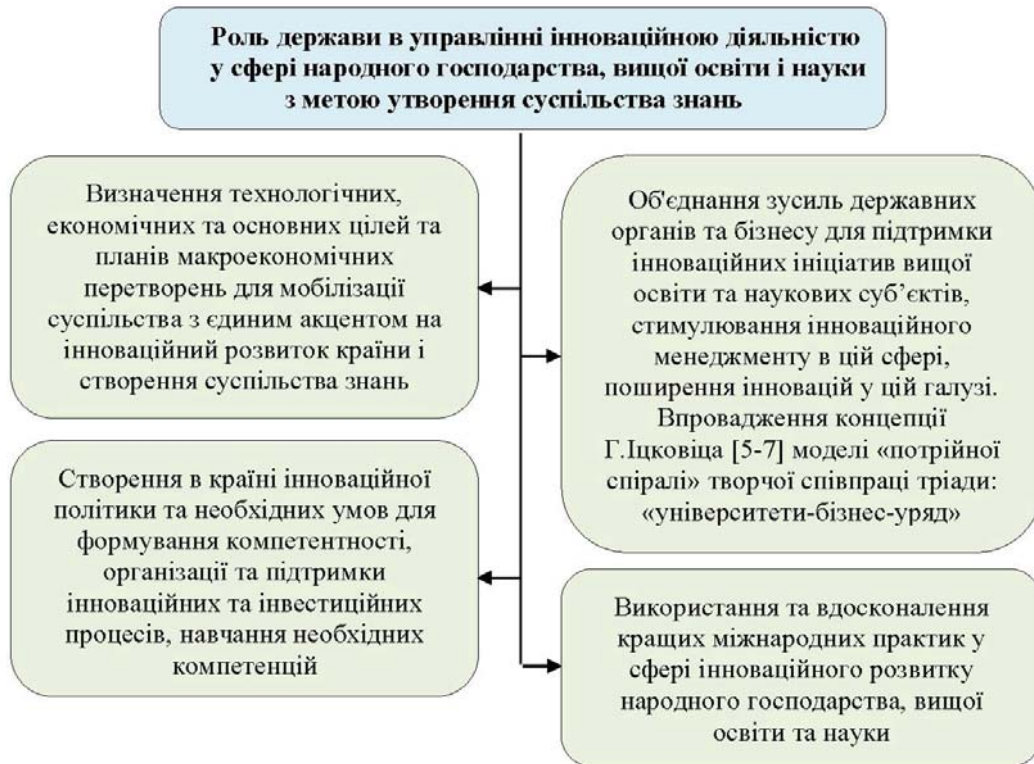 Роль держави в управлінні інноваційною діяльністю
у сфері народного господарства, вищої освіти і науки
з метою утворення суспільства знань
Визначення технологічних,
економічних та основних цілей та
планів макроекономічних
перетворень для мобілізації
суспільства з єдиним акцентом на
інноваційний розвиток країни і
створення суспільства знань
Об'єднання зусиль державних
органів та бізнесу для підтримки
інноваційних ініціатив вищої
освіти та наукових суб’єктів,
стимулювання інноваційного
менеджменту в цій сфері,
поширення інновацій у цій галузі.
Впровадження концепції
Г.Іцковіца [5-7] моделі «потрійної
спіралі» творчої співпраці тріади:
«університети-бізнес-уряд»
Створення в країні інноваційної
політики та необхідних умов для
формування компетентності,
організації та підтримки
інноваційних та інвестиційних
процесів, навчання необхідних
компетенцій
Використання та вдосконалення
кращих міжнародних практик у
сфері інноваційного розвитку
народного господарства, вищої
освіти та науки